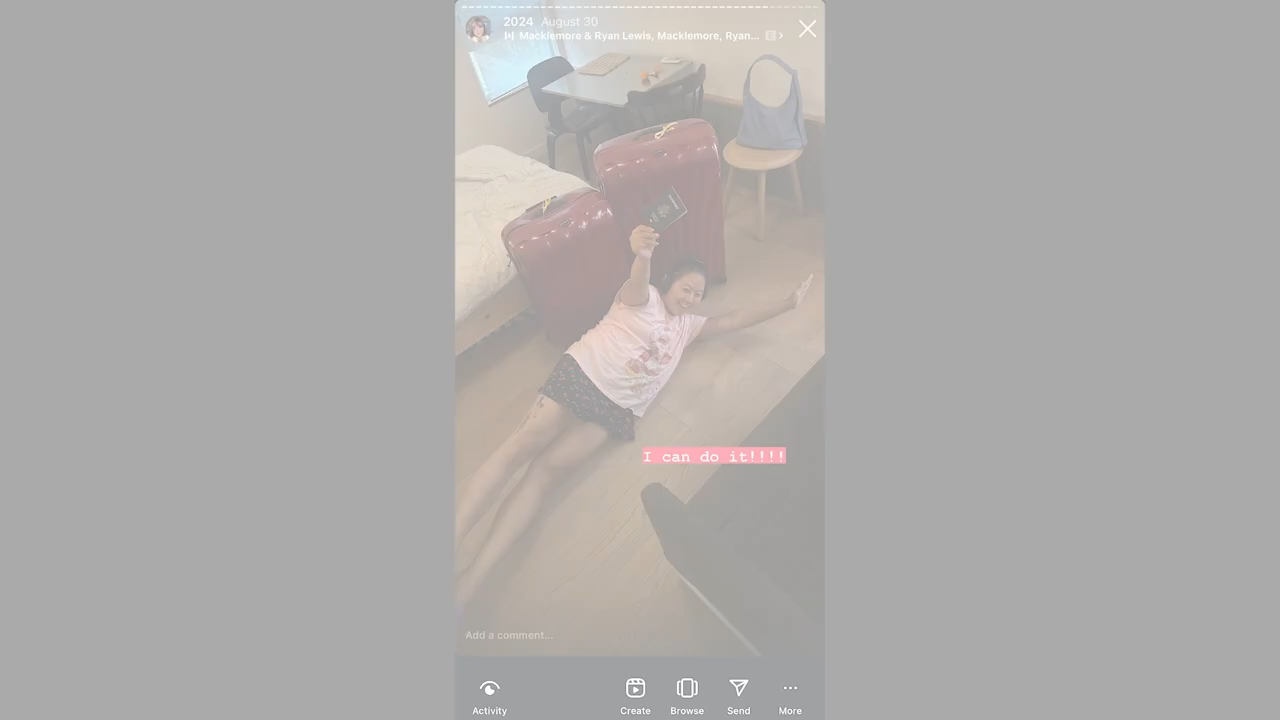 2024 August 30
Macklemore & Ryan Lewis, Macklemore, Ryan...
I can do it!!!!
Add a comment...
Activity
Create
Browse
Send
More